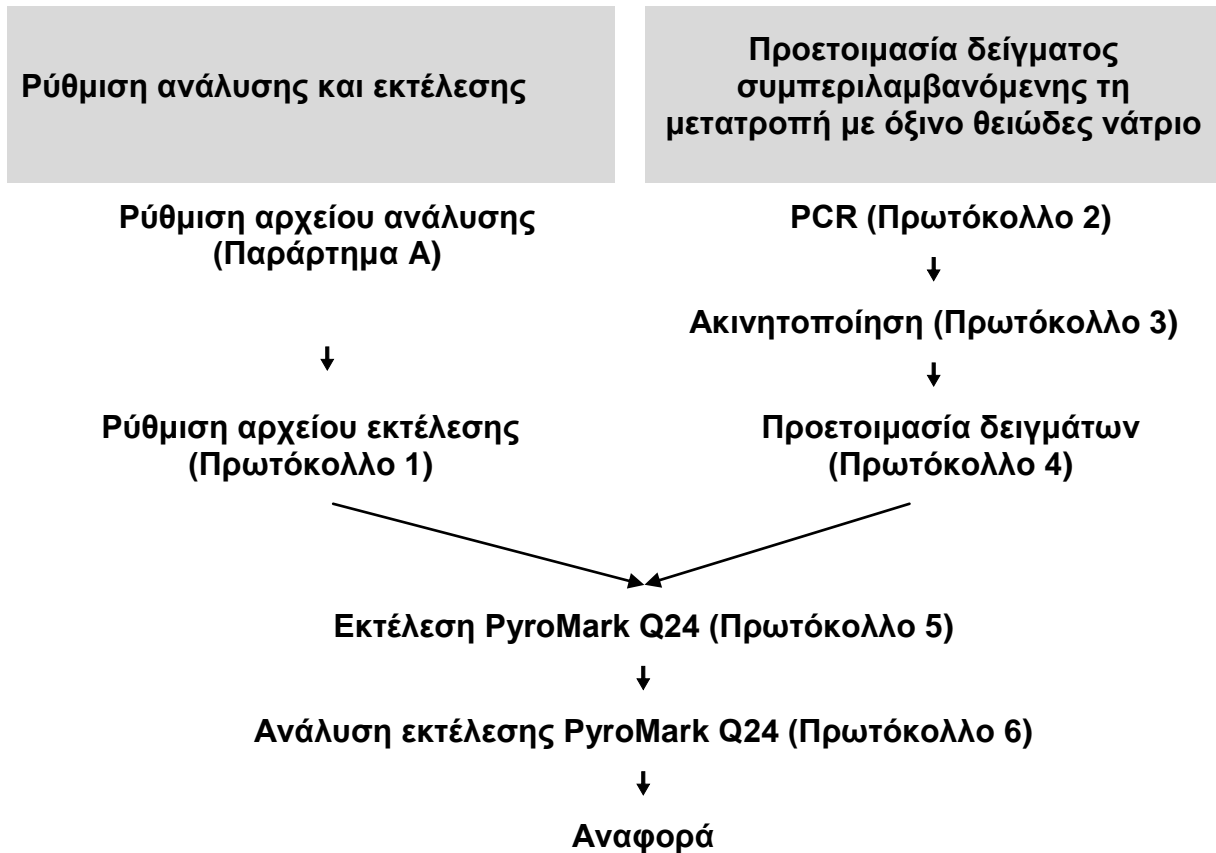 Ρύθμιση ανάλυσης και εκτέλεσης
Προετοιμασία δείγματος
συμπεριλαμβανόμενης τη
μετατροπή με όξινο θειώδες νάτριο
Ρύθμιση αρχείου ανάλυσης
(Παράρτημα Α)
PCR (Πρωτόκολλο 2)
Ακινητοποίηση (Πρωτόκολλο 3)
Ρύθμιση αρχείου εκτέλεσης
(Πρωτόκολλο 1)
Προετοιμασία δειγμάτων
(Πρωτόκολλο 4)
Εκτέλεση PyroMark Q24 (Πρωτόκολλο 5)
Ανάλυση εκτέλεσης PyroMark Q24 (Πρωτόκολλο 6)
Αναφορά